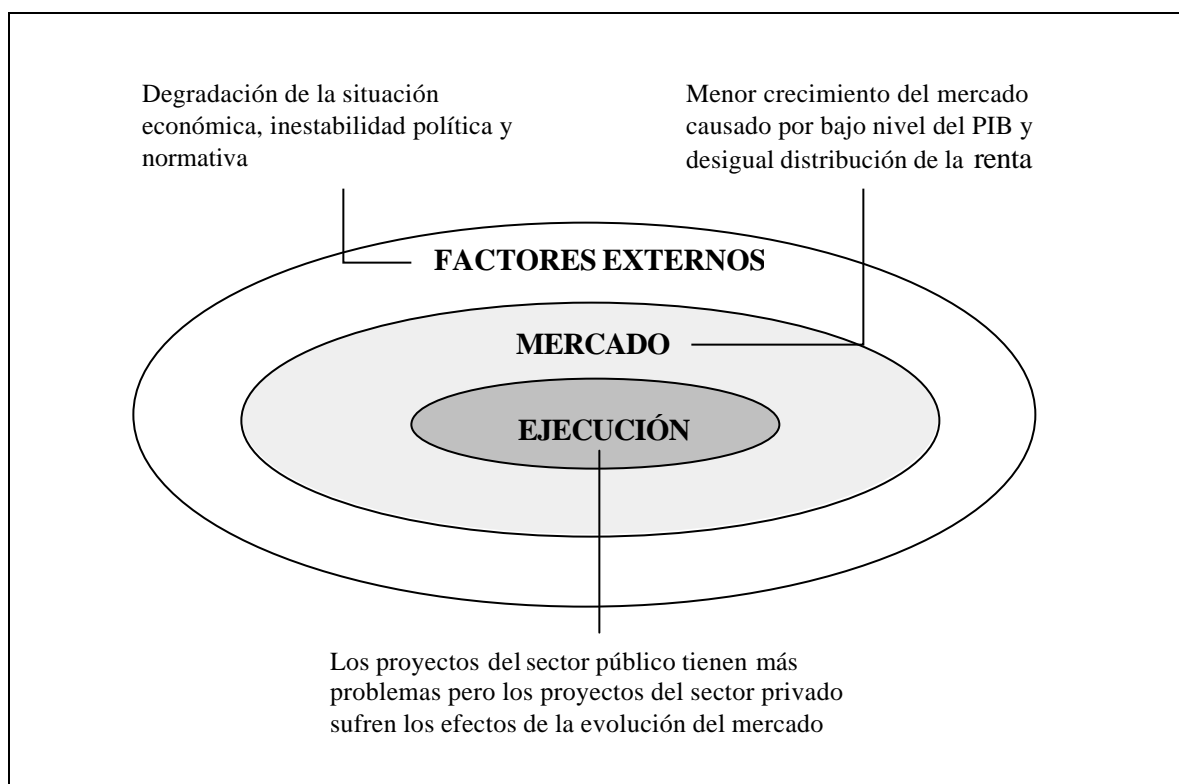 Degradación de la situación
económica, inestabilidad política y
normativa
Menor crecimiento del mercado
causado por bajo nivel del PIB y
desigual distribución de la renta
FACTORES EXTERNOS
MERCADO
EJECUCIÓN
Los proyectos del sector público tienen más
problemas pero los proyectos del sector privado
sufren los efectos de la evolución del mercado